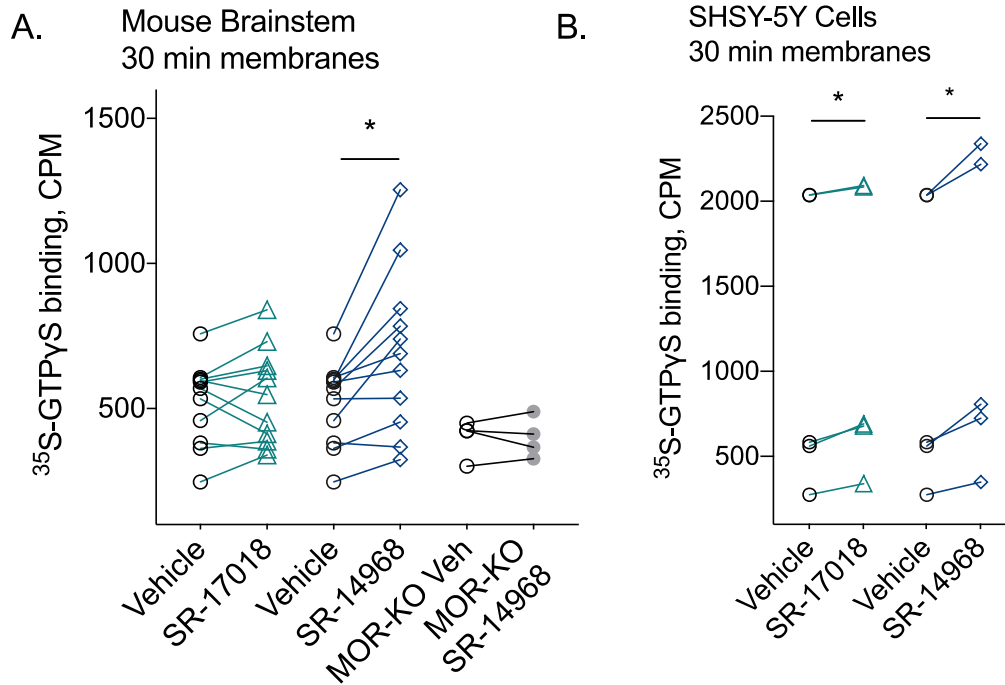 A.
Mouse Brainstem
30 min membranes
35S-GTPγS binding, CPM
1500
1000
500
*
Vehicle
SR-17018
Vehicle
SR-14968
MOR-KO Veh
MOR-KO
SR-14968
B.
SHSY-5Y Cells
30 min membranes
35S-GTPγS binding, CPM
2500
2000
1500
1000
500
*
*
Vehicle
SR-17018
Vehicle
SR-14968